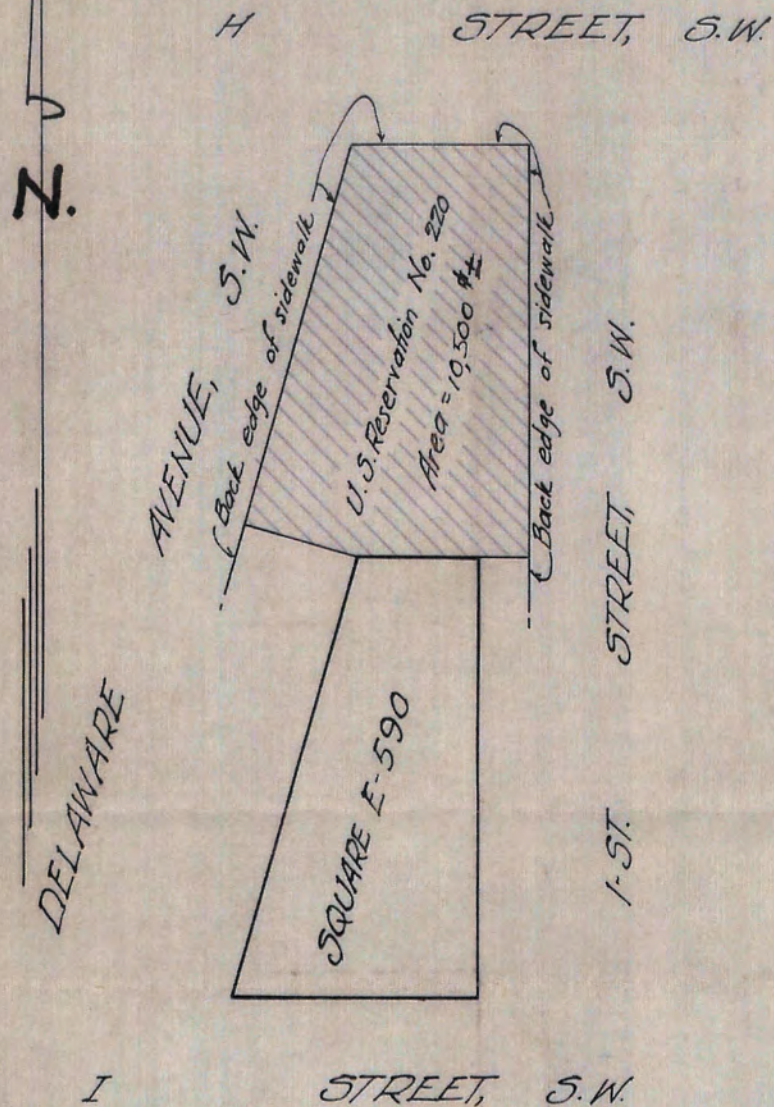 H STREET, S.W.
N.
AVENUE, S.W.
Back edge of sidewalk
U.S. Reservation No. 220
Area = 10,500 ⌗±
Back edge of sidewalk
STREET, S.W.
DELAWARE
SQUARE E-590
1-ST.
I STREET, S.W.